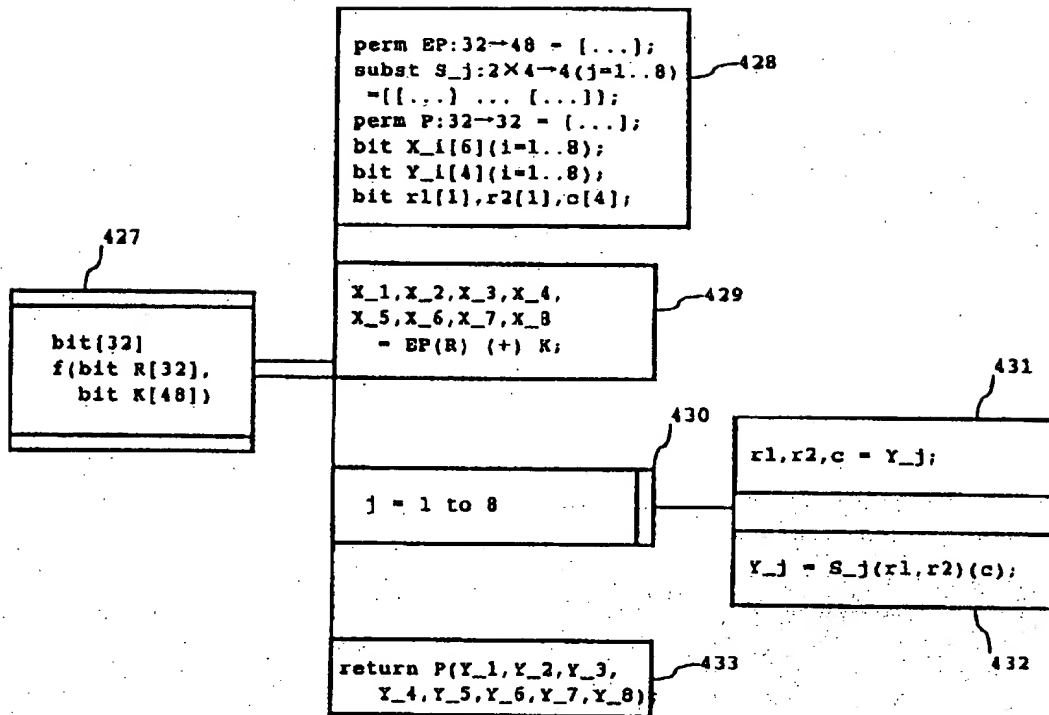 perm EP:32→48 = [...];
subst S_j:2×4→4(j=1..8)
=[[...] ... [...]];
perm P:32→32 = [...];
bit X_i[6](i=1..8);
bit Y_i[4](i=1..8);
bit r1[1],r2[1],c[4];
428
427
bit[32]
f(bit R[32],
bit K[48])
X_1,X_2,X_3,X_4,
X_5,X_6,X_7,X_8
= EP(R) (+) K;
429
430
j = 1 to 8
431
r1,r2,c = Y_j;
Y_j = S_j(r1,r2)(c);
432
return P(Y_1,Y_2,Y_3,
Y_4,Y_5,Y_6,Y_7,Y_8);
433